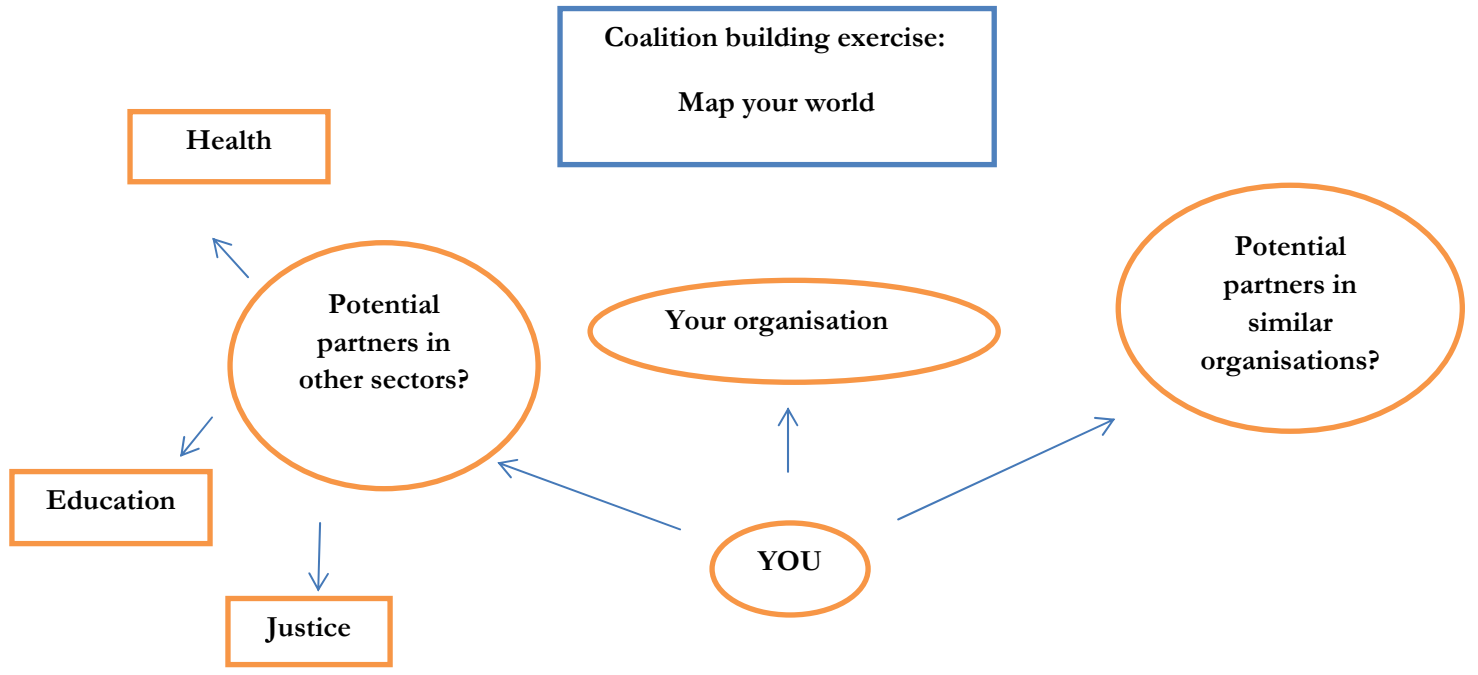 Coalition building exercise:
Map your world
Health
Potential
partners in
other sectors?
Your organisation
Potential
partners in
similar
organisations?
Education
YOU
Justice